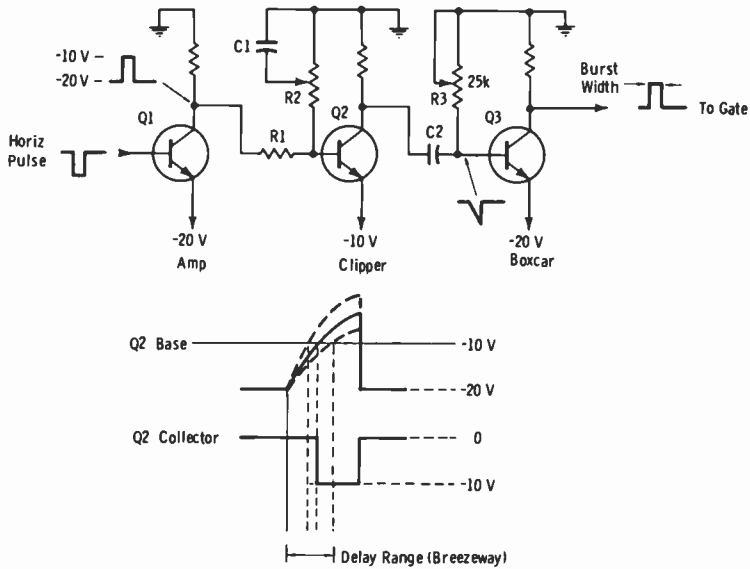 C1
-10 V
-20 V
R2
R3
25k
Burst
Width
Q1
Q2
Q3
To Gate
Horiz
Pulse
R1
C2
-20 V
-10 V
-20 V
Amp
Clipper
Boxcar
Q2 Base
-10 V
-20 V
Q2 Collector
0
-10 V
Delay Range (Breezeway)